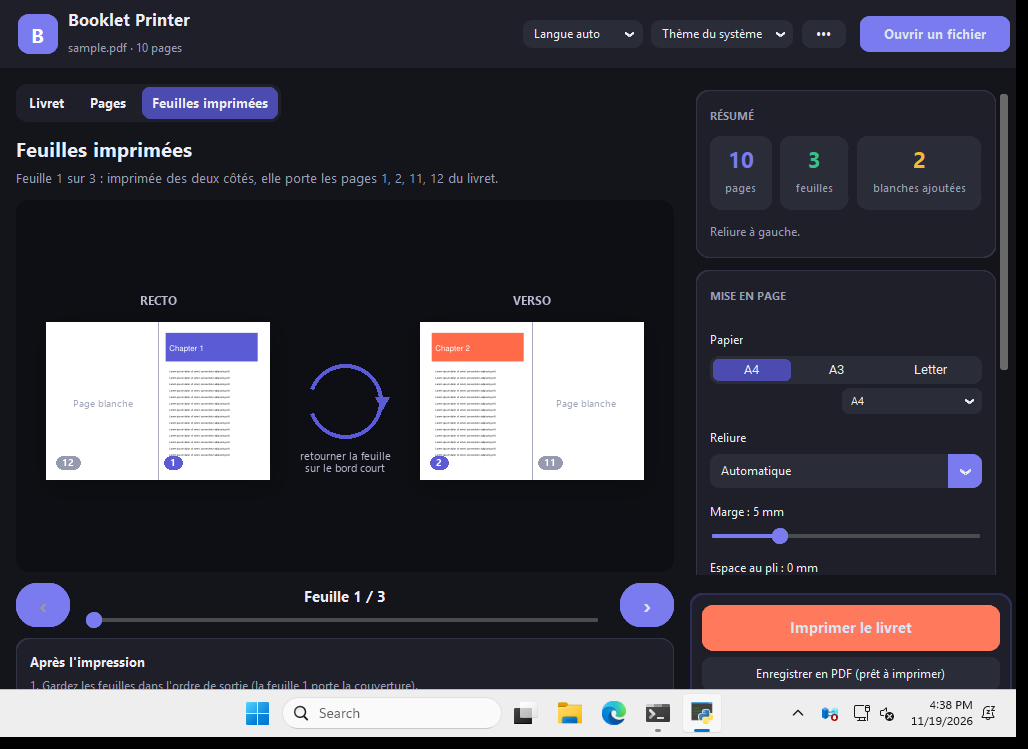 B
Booklet Printer
sample.pdf · 10 pages
Langue auto
Thème du système
•••
Ouvrir un fichier
Livret
Pages
Feuilles imprimées
Feuilles imprimées
Feuille 1 sur 3 : imprimée des deux côtés, elle porte les pages 1, 2, 11, 12 du livret.
RECTO
Page blanche
12
Chapter 1
1
retourner la feuille
sur le bord court
VERSO
Chapter 2
2
Page blanche
11
‹
Feuille 1 / 3
›
Après l'impression
1. Gardez les feuilles dans l'ordre de sortie (la feuille 1 porte la couverture).
RÉSUMÉ
10
pages
3
feuilles
2
blanches ajoutées
Reliure à gauche.
MISE EN PAGE
Papier
A4
A3
Letter
A4
Reliure
Automatique
Marge : 5 mm
Espace au pli : 0 mm
Imprimer le livret
Enregistrer en PDF (prêt à imprimer)
Search
4:38 PM
11/19/2026